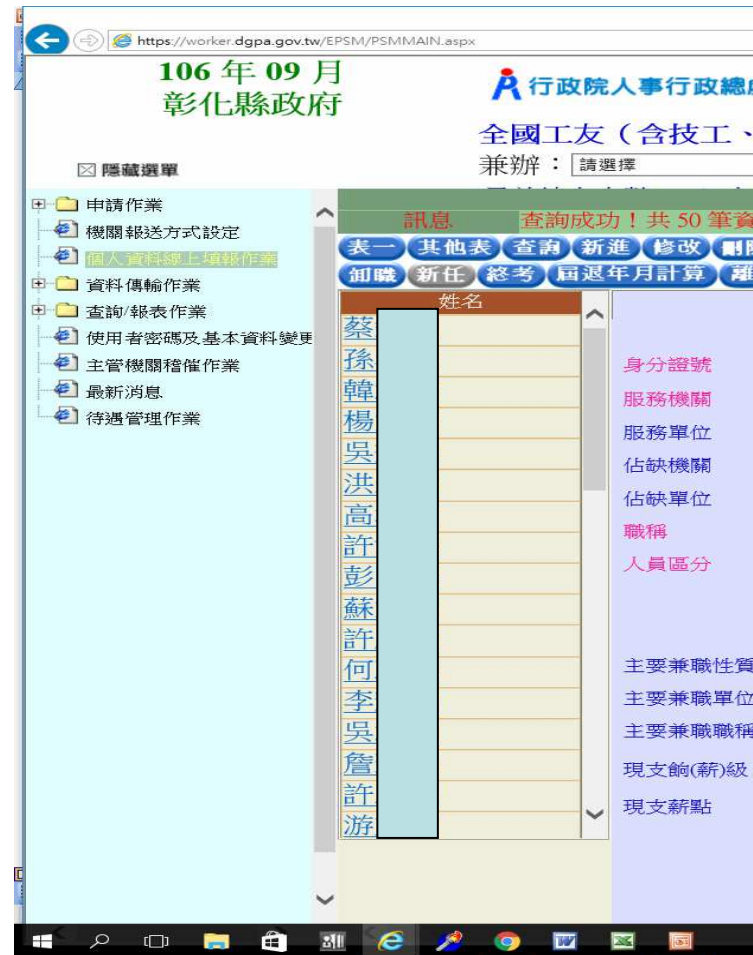 https://worker.dgpa.gov.tw/EPSM/PSMMAIN.aspx
106 年 09 月
彰化縣政府
行政院人事行政總
全國工友（含技工、
兼辦：請選擇
隱藏選單
申請作業
機關報送方式設定
個人資料線上填報作業
資料傳輸作業
查詢/報表作業
使用者密碼及基本資料變更
主管機關稽催作業
最新消息
待遇管理作業
訊息 查詢成功！共 50 筆資
表一 其他表 查詢 新進 修改 刪除
卸職 新任 終考 屆退年月計算 離
姓名
蔡
孫
韓
楊
吳
洪
高
許
彭
蘇
許
何
李
吳
詹
許
游
身分證號
服務機關
服務單位
佔缺機關
佔缺單位
職稱
人員區分
主要兼職性質
主要兼職單位
主要兼職職稱
現支餉(薪)級
現支薪點